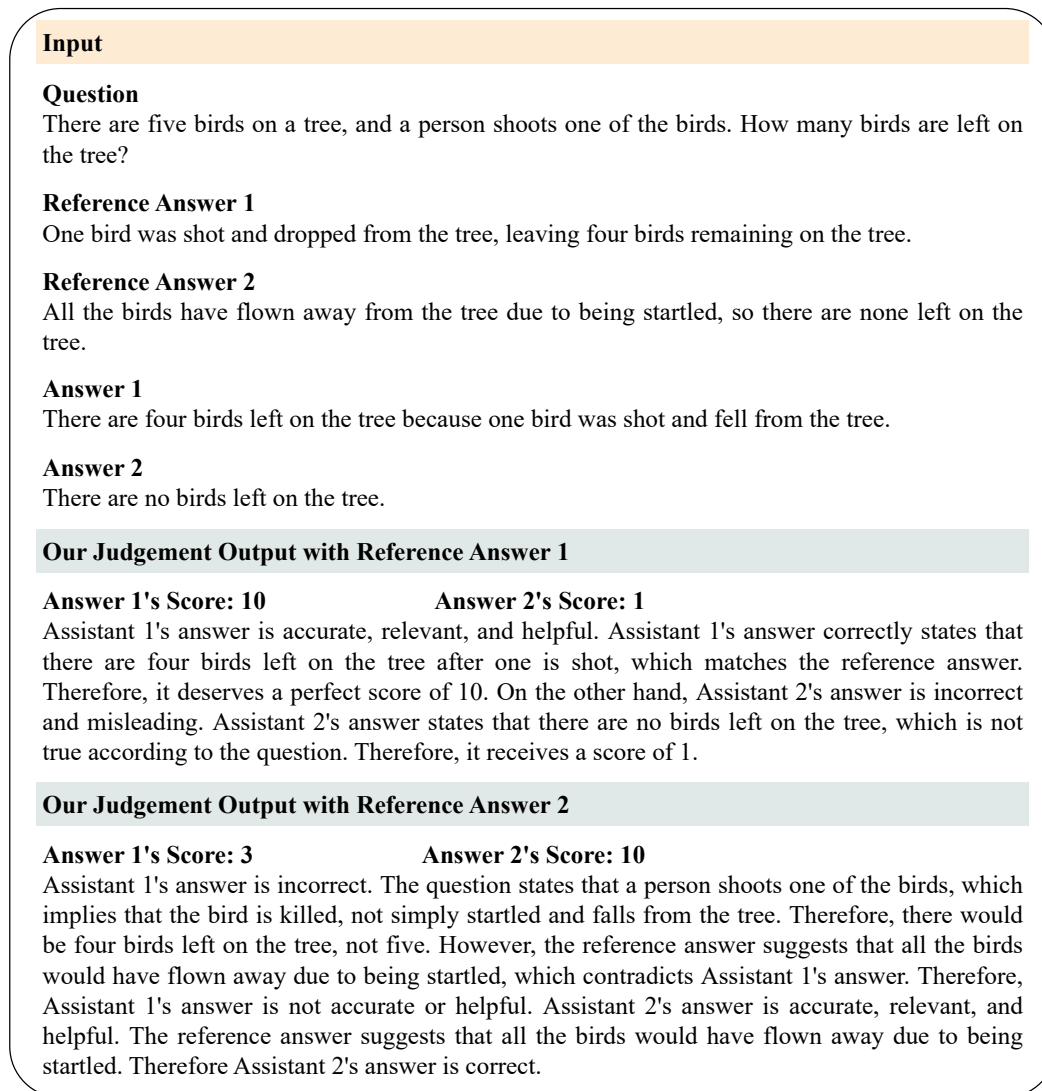 Input
Question
There are five birds on a tree, and a person shoots one of the birds. How many birds are left on
the tree?
Reference Answer 1
One bird was shot and dropped from the tree, leaving four birds remaining on the tree.
Reference Answer 2
All the birds have flown away from the tree due to being startled, so there are none left on the
tree.
Answer 1
There are four birds left on the tree because one bird was shot and fell from the tree.
Answer 2
There are no birds left on the tree.
Our Judgement Output with Reference Answer 1
Answer 1's Score: 10 Answer 2's Score: 1
Assistant 1's answer is accurate, relevant, and helpful. Assistant 1's answer correctly states that
there are four birds left on the tree after one is shot, which matches the reference answer.
Therefore, it deserves a perfect score of 10. On the other hand, Assistant 2's answer is incorrect
and misleading. Assistant 2's answer states that there are no birds left on the tree, which is not
true according to the question. Therefore, it receives a score of 1.
Our Judgement Output with Reference Answer 2
Answer 1's Score: 3 Answer 2's Score: 10
Assistant 1's answer is incorrect. The question states that a person shoots one of the birds, which
implies that the bird is killed, not simply startled and falls from the tree. Therefore, there would
be four birds left on the tree, not five. However, the reference answer suggests that all the birds
would have flown away due to being startled, which contradicts Assistant 1's answer. Therefore,
Assistant 1's answer is not accurate or helpful. Assistant 2's answer is accurate, relevant, and
helpful. The reference answer suggests that all the birds would have flown away due to being
startled. Therefore Assistant 2's answer is correct.